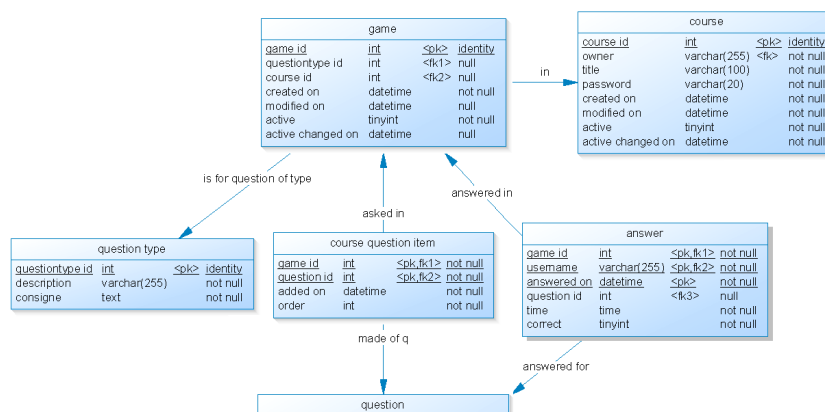 game
game id int <pk> identity
questiontype id int <fk1> null
course id int <fk2> null
created on datetime not null
modified on datetime null
active tinyint not null
active changed on datetime null
in
course
course id int <pk> identity
owner varchar(255) <fk> not null
title varchar(100) not null
password varchar(20) not null
created on datetime not null
modified on datetime not null
active tinyint not null
active changed on datetime not null
is for question of type
asked in
answered in
question type
questiontype id int <pk> identity
description varchar(255) not null
consigne text not null
course question item
game id int <pk,fk1> not null
question id int <pk,fk2> not null
added on datetime not null
order int not null
answer
game id int <pk,fk1> not null
username varchar(255) <pk,fk2> not null
answered on datetime <pk> not null
question id int <fk3> null
time time not null
correct tinyint not null
made of q
answered for
question